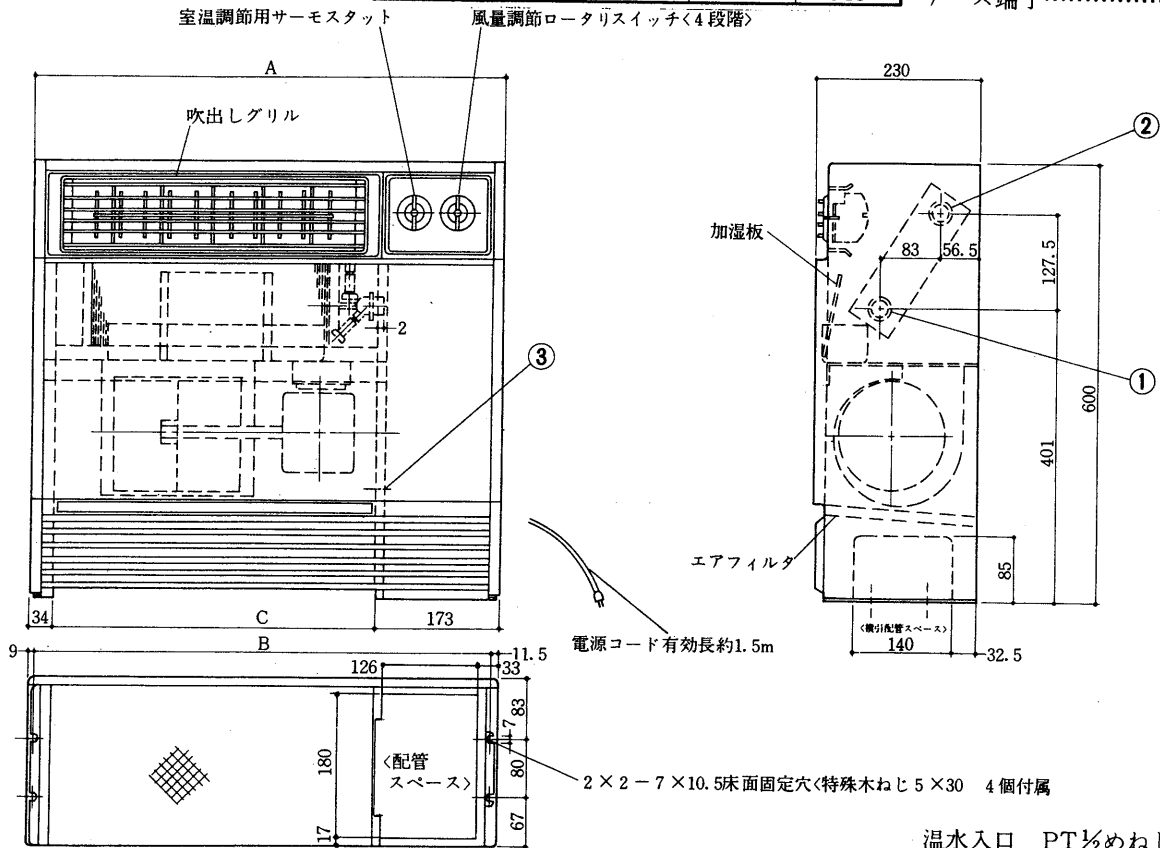 室温調節用サーモスタット
風量調節ロータリスイッチ〈4段階〉
A
230
吹出しグリル
②
加湿板
83
56.5
127.5
2
③
①
600
401
エアフィルタ
85
34
C
173
電源コード有効長約1.5m
〈横引配管スペース〉
140
32.5
9
B
11.5
126
33
83
7
180
〈配管
スペース〉
80
2×2-7×10.5床面固定穴〈特殊木ねじ5×30 4個付属
17
67
温水入口 PT½めねじ